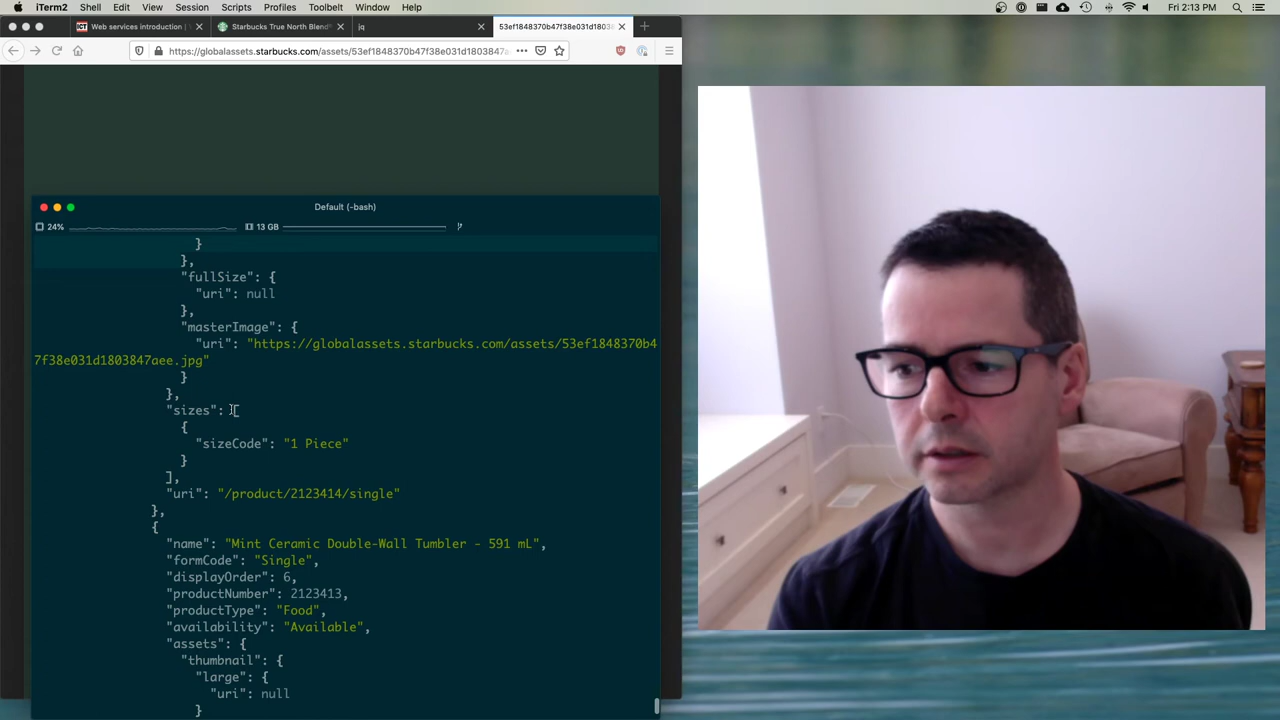 iTerm2 Shell Edit View Session Scripts Profiles Toolbelt Window Help Fri 2:13 PM
Web services introduction | Starbucks True North Blend jq 53ef1848370b47f38e031d1803
https://globalassets.starbucks.com/assets/53ef1848370b47f38e031d1803847
Default (-bash)
24% 13 GB
}
},
"fullSize": {
"uri": null
},
"masterImage": {
"uri": "https://globalassets.starbucks.com/assets/53ef1848370b4
7f38e031d1803847aee.jpg"
}
},
"sizes": [
{
"sizeCode": "1 Piece"
}
],
"uri": "/product/2123414/single"
},
{
"name": "Mint Ceramic Double-Wall Tumbler - 591 mL",
"formCode": "Single",
"displayOrder": 6,
"productNumber": 2123413,
"productType": "Food",
"availability": "Available",
"assets": {
"thumbnail": {
"large": {
"uri": null
}